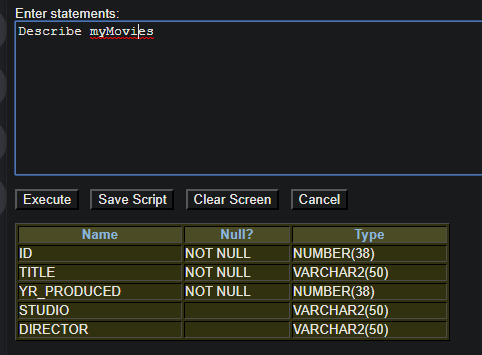 Enter statements:
Describe myMovies
Execute Save Script Clear Screen Cancel
Name Null? Type
ID NOT NULL NUMBER(38)
TITLE NOT NULL VARCHAR2(50)
YR_PRODUCED NOT NULL NUMBER(38)
STUDIO VARCHAR2(50)
DIRECTOR VARCHAR2(50)